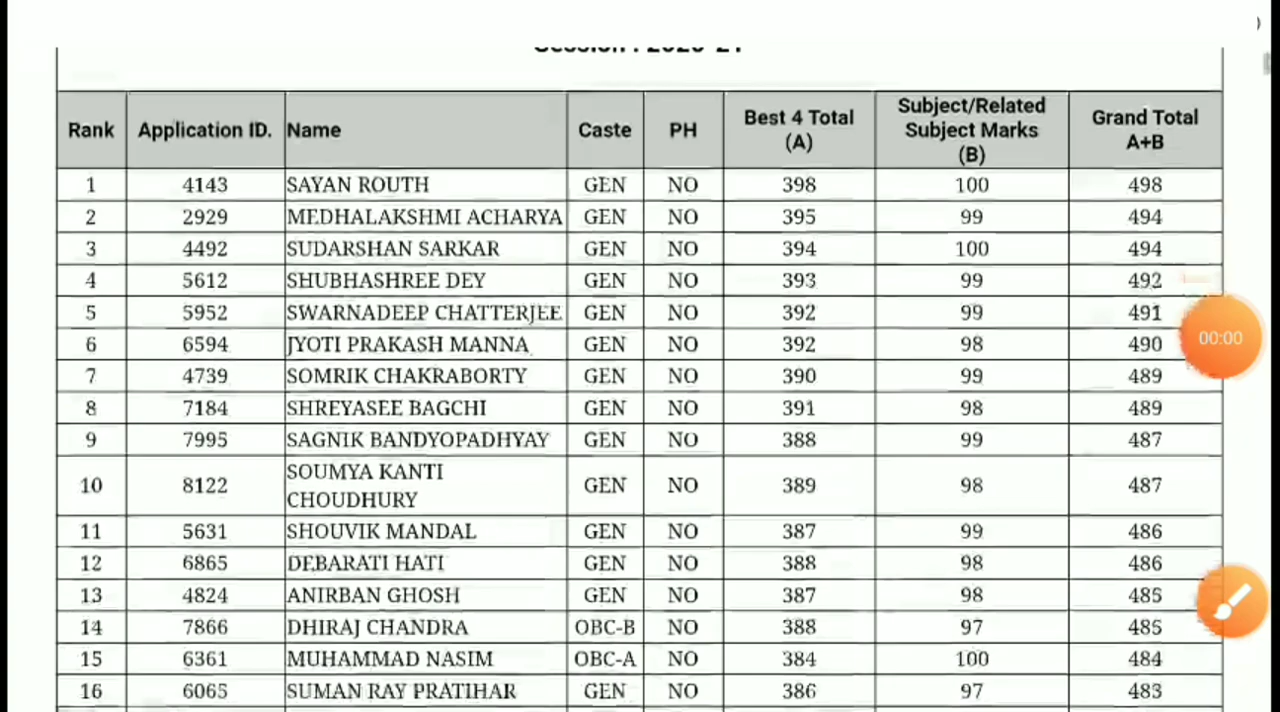 Session : 2020-21
Rank Application ID. Name Caste PH Best 4 Total (A) Subject/Related Subject Marks (B) Grand Total A+B
1 4143 SAYAN ROUTH GEN NO 398 100 498
2 2929 MEDHALAKSHMI ACHARYA GEN NO 395 99 494
3 4492 SUDARSHAN SARKAR GEN NO 394 100 494
4 5612 SHUBHASHREE DEY GEN NO 393 99 492
5 5952 SWARNADEEP CHATTERJEE GEN NO 392 99 491
6 6594 JYOTI PRAKASH MANNA GEN NO 392 98 490
7 4739 SOMRIK CHAKRABORTY GEN NO 390 99 489
8 7184 SHREYASEE BAGCHI GEN NO 391 98 489
9 7995 SAGNIK BANDYOPADHYAY GEN NO 388 99 487
10 8122 SOUMYA KANTI CHOUDHURY GEN NO 389 98 487
11 5631 SHOUVIK MANDAL GEN NO 387 99 486
12 6865 DEBARATI HATI GEN NO 388 98 486
13 4824 ANIRBAN GHOSH GEN NO 387 98 485
14 7866 DHIRAJ CHANDRA OBC-B NO 388 97 485
15 6361 MUHAMMAD NASIM OBC-A NO 384 100 484
16 6065 SUMAN RAY PRATIHAR GEN NO 386 97 483
00:00